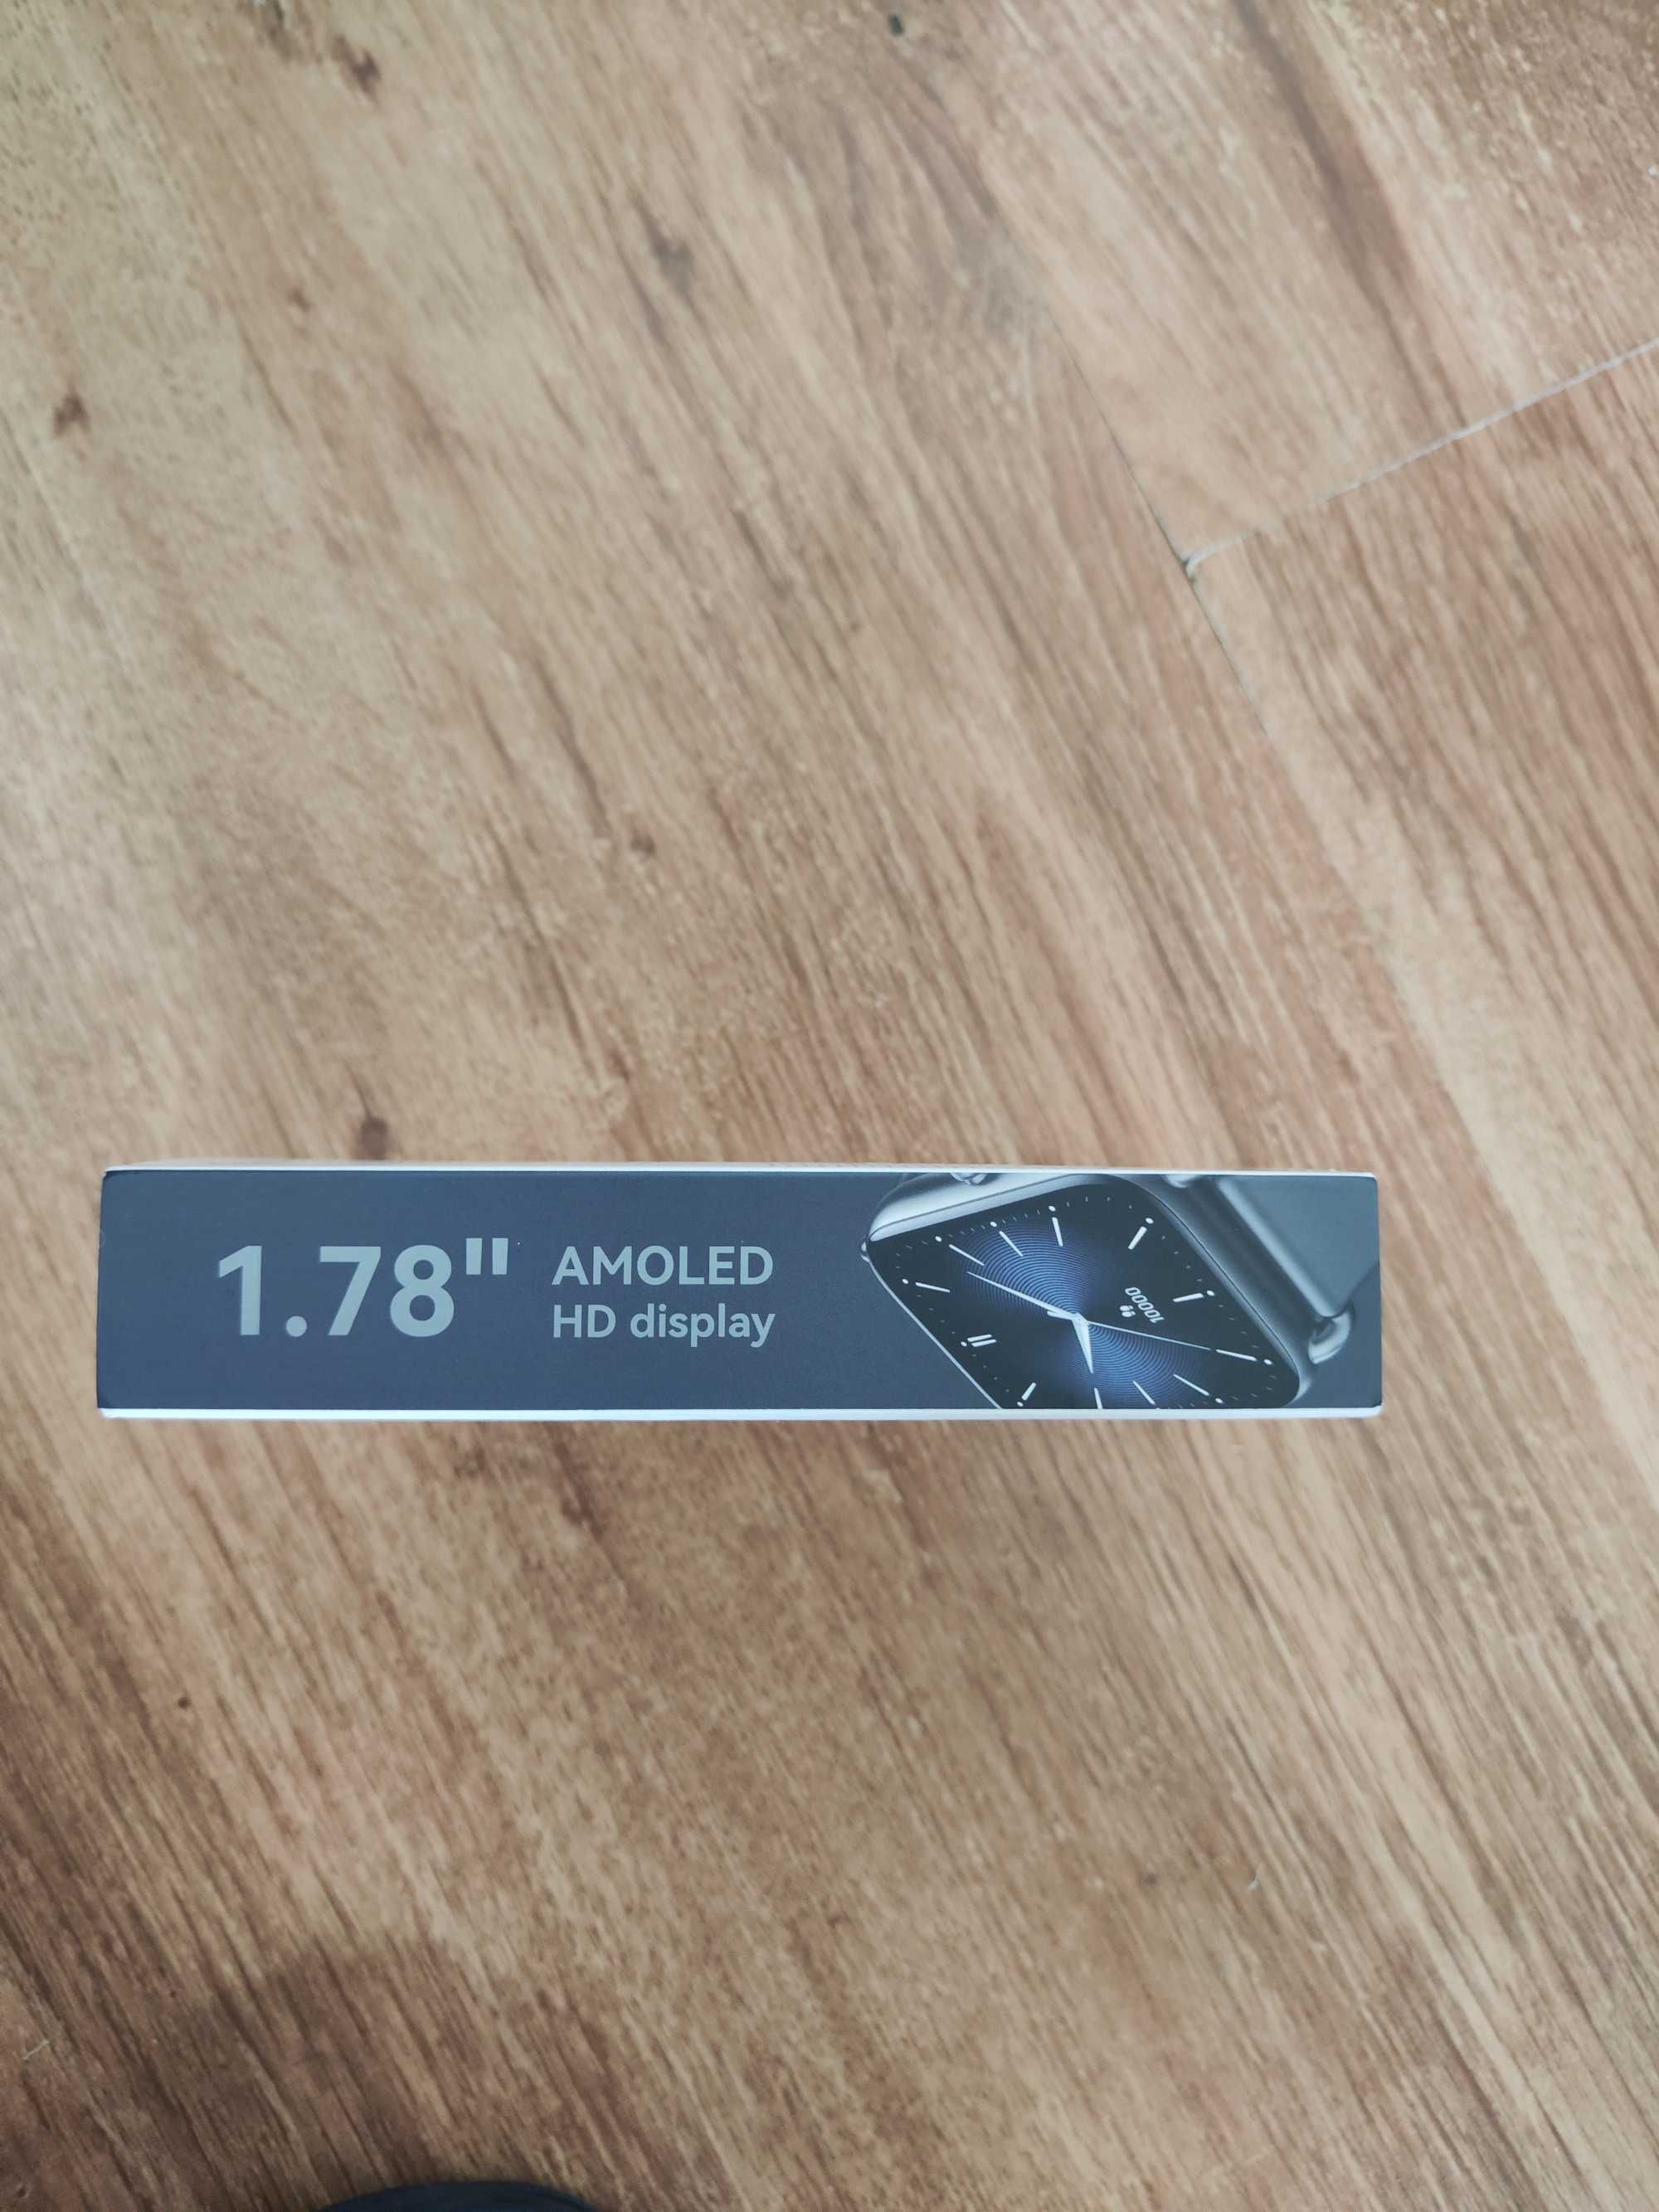 1.78"
AMOLED
HD display
10000